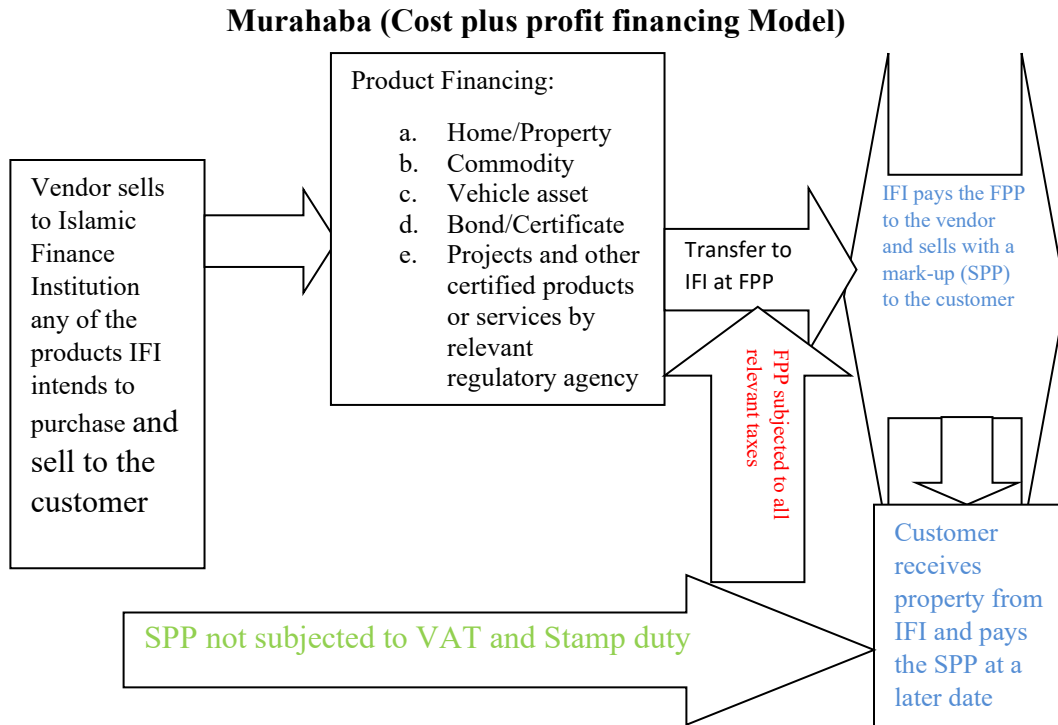 Murahaba (Cost plus profit financing Model)
Vendor sells
to Islamic
Finance
Institution
any of the
products IFI
intends to
purchase and
sell to the
customer
Product Financing:
a. Home/Property
b. Commodity
c. Vehicle asset
d. Bond/Certificate
e. Projects and other
certified products
or services by
relevant
regulatory agency
Transfer to
IFI at FPP
IFI pays the FPP
to the vendor
and sells with a
mark-up (SPP)
to the customer
FPP subjected to all
relevant taxes
SPP not subjected to VAT and Stamp duty
Customer
receives
property from
IFI and pays
the SPP at a
later date